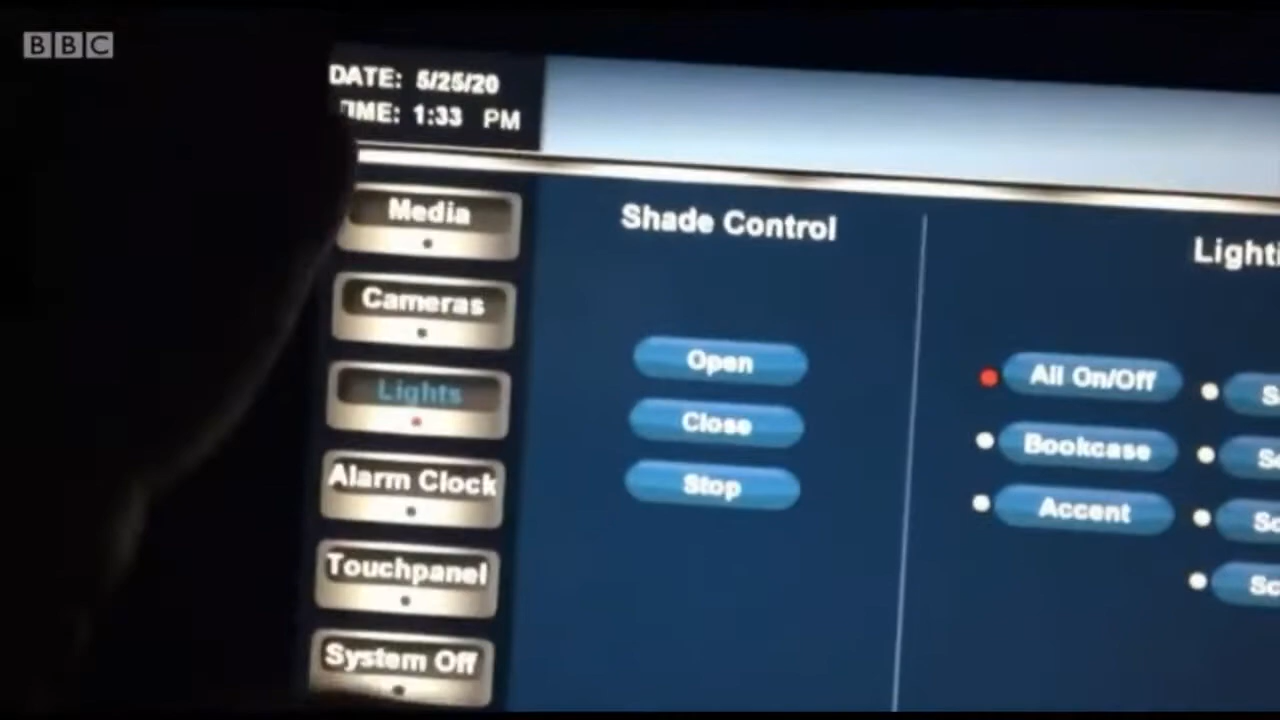 BBC
DATE: 5/25/20
TIME: 1:33 PM
Media
Cameras
Lights
Alarm Clock
Touchpanel
System Off
Shade Control
Open
Close
Stop
All On/Off
Bookcase
Accent